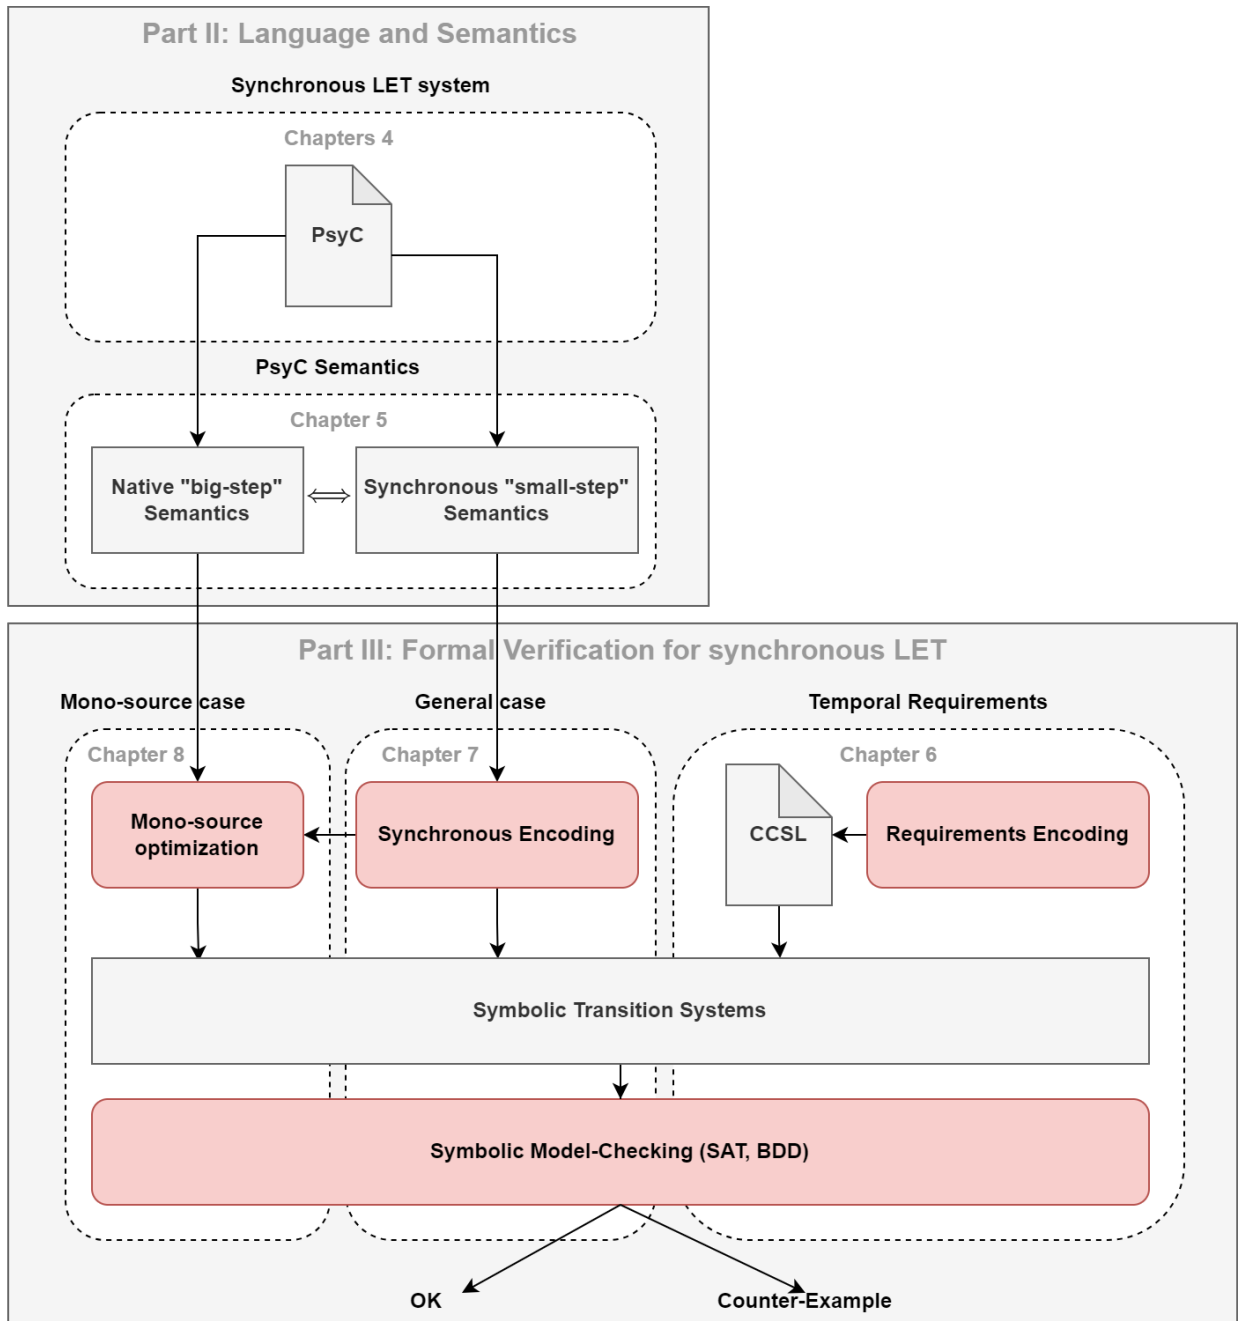 Part II: Language and Semantics
Synchronous LET system
Chapters 4
PsyC
PsyC Semantics
Chapter 5
Native "big-step"
Semantics
Synchronous "small-step"
Semantics
Part III: Formal Verification for synchronous LET
Mono-source case
General case
Temporal Requirements
Chapter 8
Chapter 7
Chapter 6
Mono-source
optimization
Synchronous Encoding
CCSL
Requirements Encoding
Symbolic Transition Systems
Symbolic Model-Checking (SAT, BDD)
OK
Counter-Example